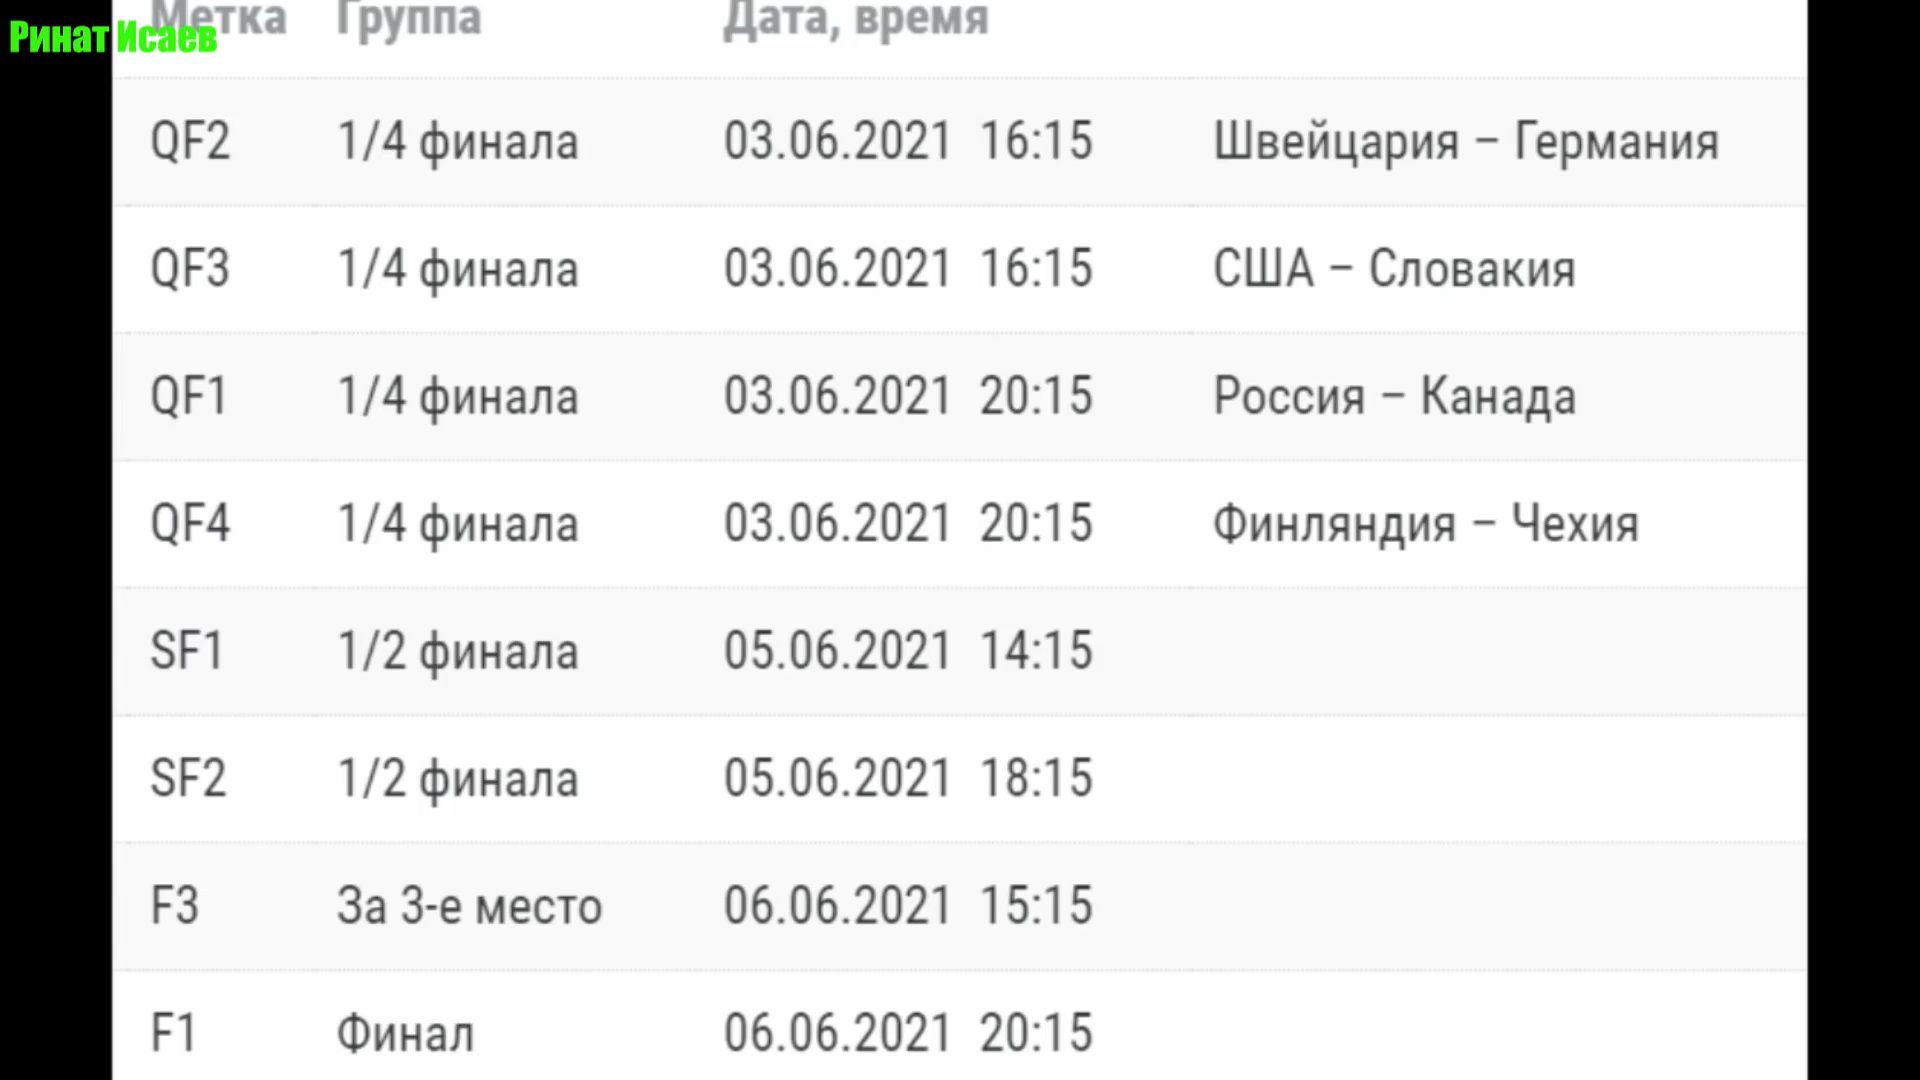 Ринат Исаев
Метка Группа Дата, время
QF2 1/4 финала 03.06.2021 16:15 Швейцария – Германия
QF3 1/4 финала 03.06.2021 16:15 США – Словакия
QF1 1/4 финала 03.06.2021 20:15 Россия – Канада
QF4 1/4 финала 03.06.2021 20:15 Финляндия – Чехия
SF1 1/2 финала 05.06.2021 14:15
SF2 1/2 финала 05.06.2021 18:15
F3 За 3-е место 06.06.2021 15:15
F1 Финал 06.06.2021 20:15